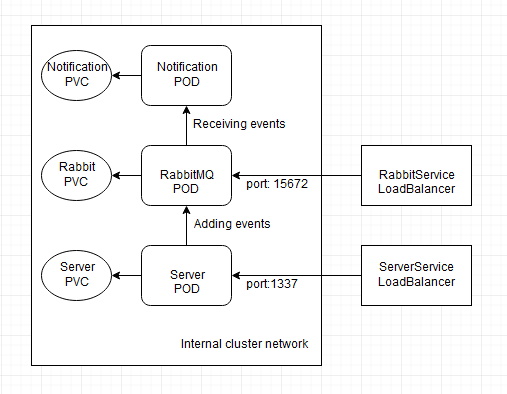 Notification
PVC
Notification
POD
Receiving events
Rabbit
PVC
RabbitMQ
POD
port: 15672
RabbitService
LoadBalancer
Adding events
Server
PVC
Server
POD
port:1337
ServerService
LoadBalancer
Internal cluster network